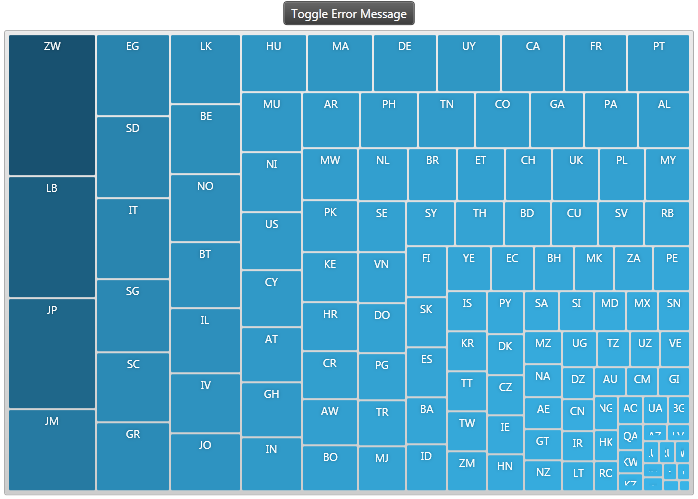 Toggle Error Message
ZW EG LK HU MA DE UY CA FR PT
MU AR PH TN CO GA PA AL
BE
SD
NI MW NL BR ET CH UK PL MY
NO
LB
IT US PK SE SY TH BD CU SV RB
BT
KE VN FI YE EC BH MK ZA PE
CY
SG
JP
IL HR DO SK IS PY SA SI MD MX SN
AT KR DK MZ UG TZ UZ VE
SC CR PG ES
IV TT CZ NA DZ AU CM GI
GH
AW TR BA AE CN AO UA
JM
GR TW IE
JO IN GT IR HK QA
BO MJ ID ZM HN NZ LT KW